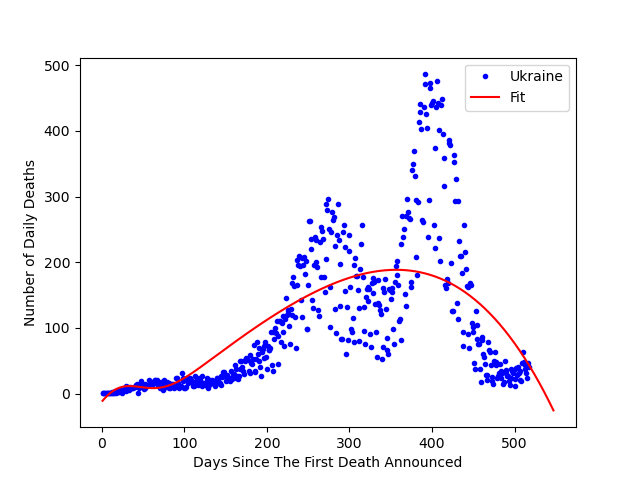 500
400
300
200
100
0
Number of Daily Deaths
Ukraine
Fit
0 100 200 300 400 500
Days Since The First Death Announced